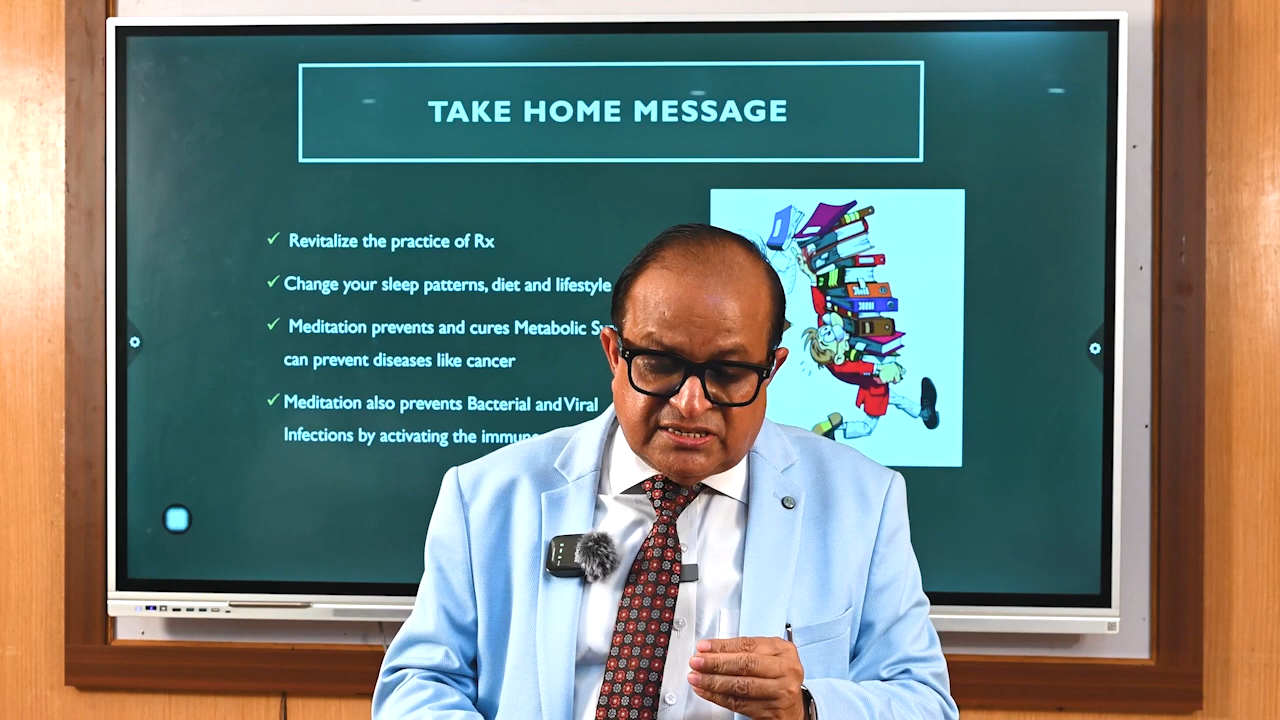 TAKE HOME MESSAGE
✓ Revitalize the practice of Rx
✓ Change your sleep patterns, diet and lifestyle
✓ Meditation prevents and cures Metabolic
can prevent diseases like cancer
✓ Meditation also prevents Bacterial and Viral
Infections by activating the